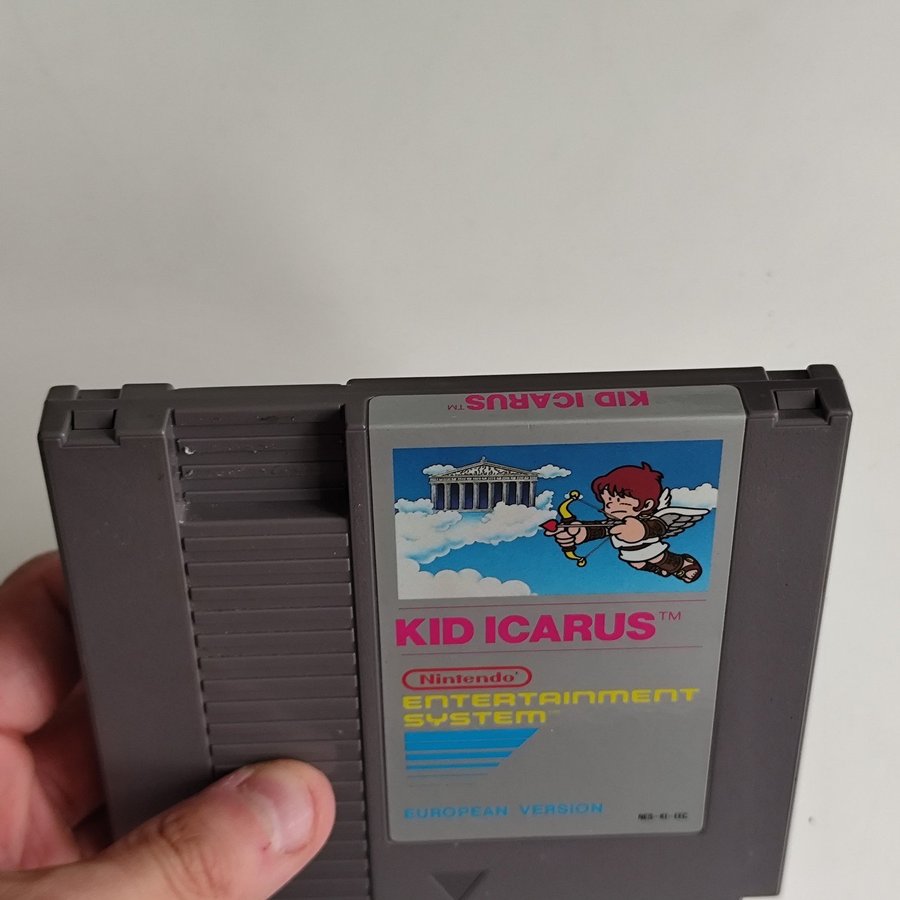 KID ICARUS™
KID ICARUS™
Nintendo®
ENTERTAINMENT
SYSTEM™
EUROPEAN VERSION